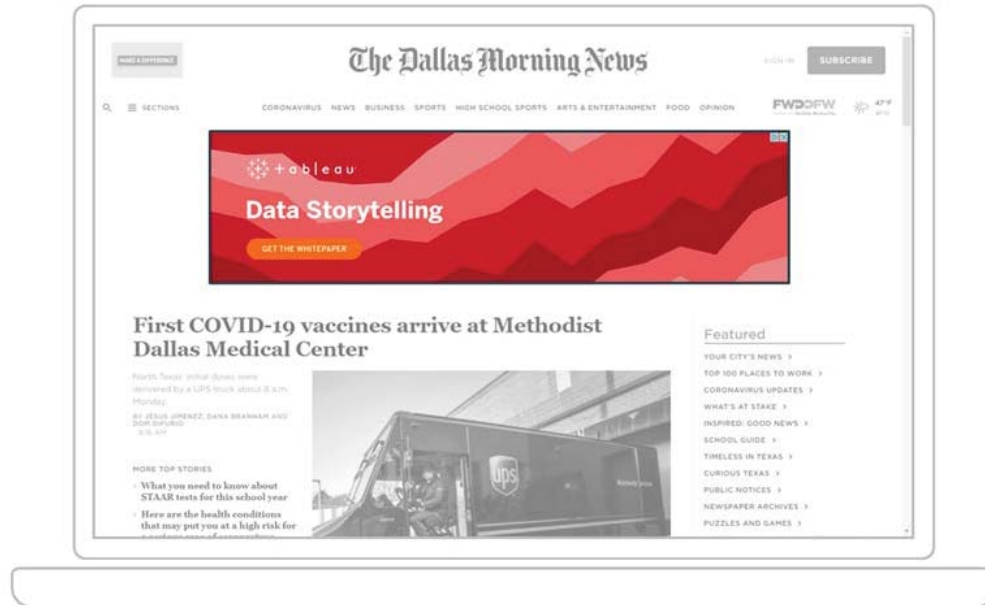 MAKE A DIFFERENCE
The Dallas Morning News
SIGN IN
SUBSCRIBE
SECTIONS
CORONAVIRUS NEWS BUSINESS SPORTS HIGH SCHOOL SPORTS ARTS & ENTERTAINMENT FOOD OPINION
FWD>DFW
47°F
+ableau
Data Storytelling
GET THE WHITEPAPER
First COVID-19 vaccines arrive at Methodist
Dallas Medical Center
North Texas' initial doses were
delivered by a UPS truck about 8 a.m.
Monday.
BY JESUS JIMENEZ, DANA BRANHAM AND
DOM DIFURIO
8:16 AM
MORE TOP STORIES
What you need to know about
STAAR tests for this school year
Here are the health conditions
that may put you at a high risk for
ups
Featured
YOUR CITY'S NEWS >
TOP 100 PLACES TO WORK >
CORONAVIRUS UPDATES >
WHAT'S AT STAKE >
INSPIRED: GOOD NEWS >
SCHOOL GUIDE >
TIMELESS IN TEXAS >
CURIOUS TEXAS >
PUBLIC NOTICES >
NEWSPAPER ARCHIVES >
PUZZLES AND GAMES >